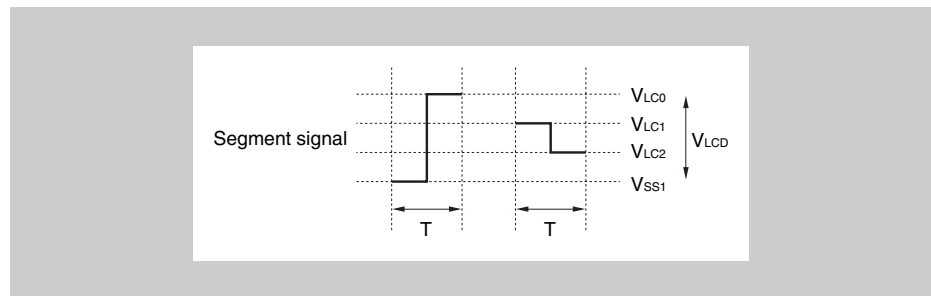 VLC0
VLC1
Segment signal
VLCD
VLC2
VSS1
T
T